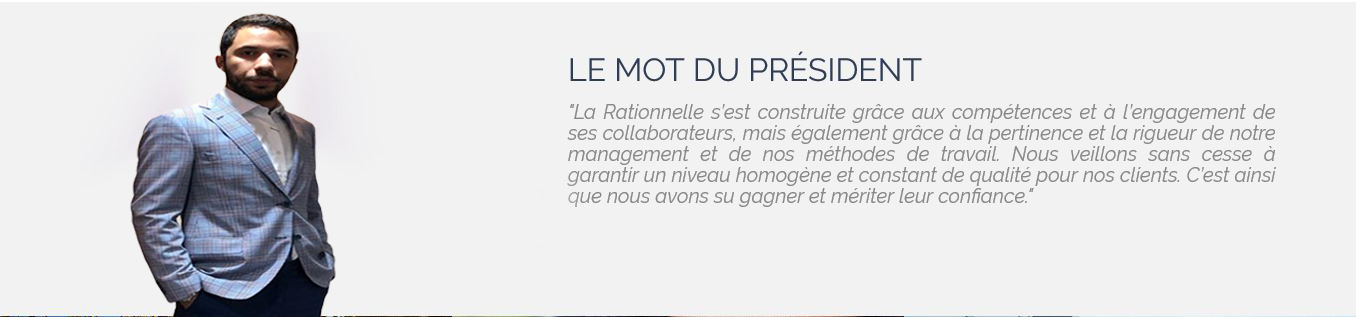 LE MOT DU PRÉSIDENT
"La Rationnelle s'est construite grâce aux compétences et à l'engagement de
ses collaborateurs, mais également grâce à la pertinence et la rigueur de notre
management et de nos méthodes de travail. Nous veillons sans cesse à
garantir un niveau homogène et constant de qualité pour nos clients. C'est ainsi
que nous avons su gagner et mériter leur confiance."